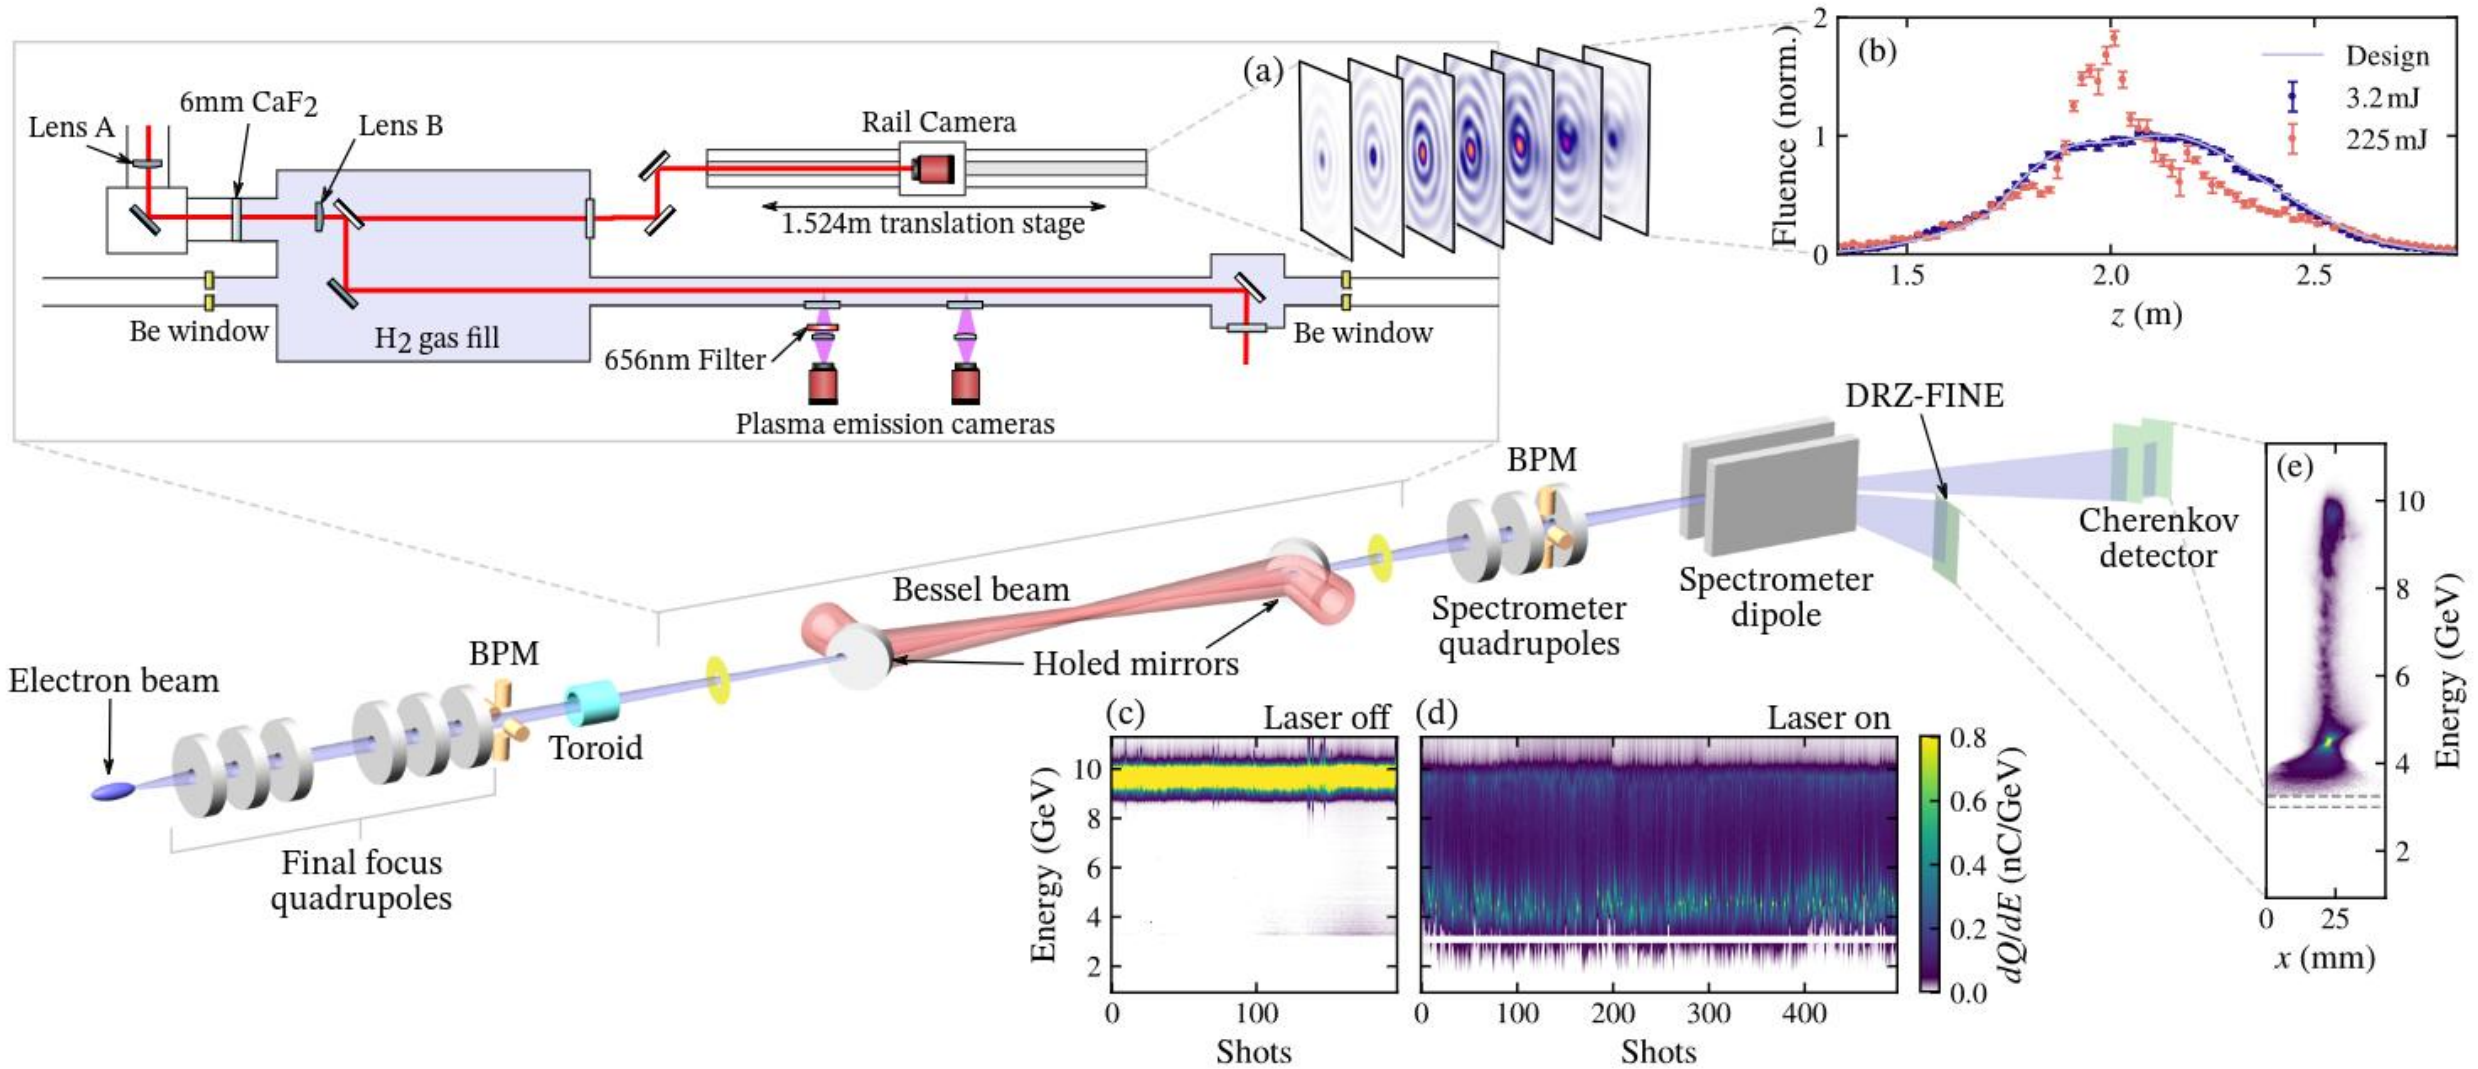 6mm CaF2
Lens A
Lens B
Rail Camera
1.524m translation stage
Be window
H2 gas fill
656nm Filter
Plasma emission cameras
Be window
(a)
(b)
Design
3.2 mJ
225 mJ
2
1
0
Fluence (norm.)
1.5
2.0
2.5
z (m)
DRZ-FINE
BPM
Cherenkov
detector
Spectrometer
dipole
Spectrometer
quadrupoles
Bessel beam
Holed mirrors
BPM
Electron beam
Toroid
Final focus
quadrupoles
(c)
Laser off
10
8
6
4
2
Energy (GeV)
0
100
Shots
(d)
Laser on
0
100
200
300
400
Shots
0.8
0.6
0.4
0.2
0.0
dQ/dE (nC/GeV)
(e)
10
8
6
4
2
Energy (GeV)
0
25
x (mm)